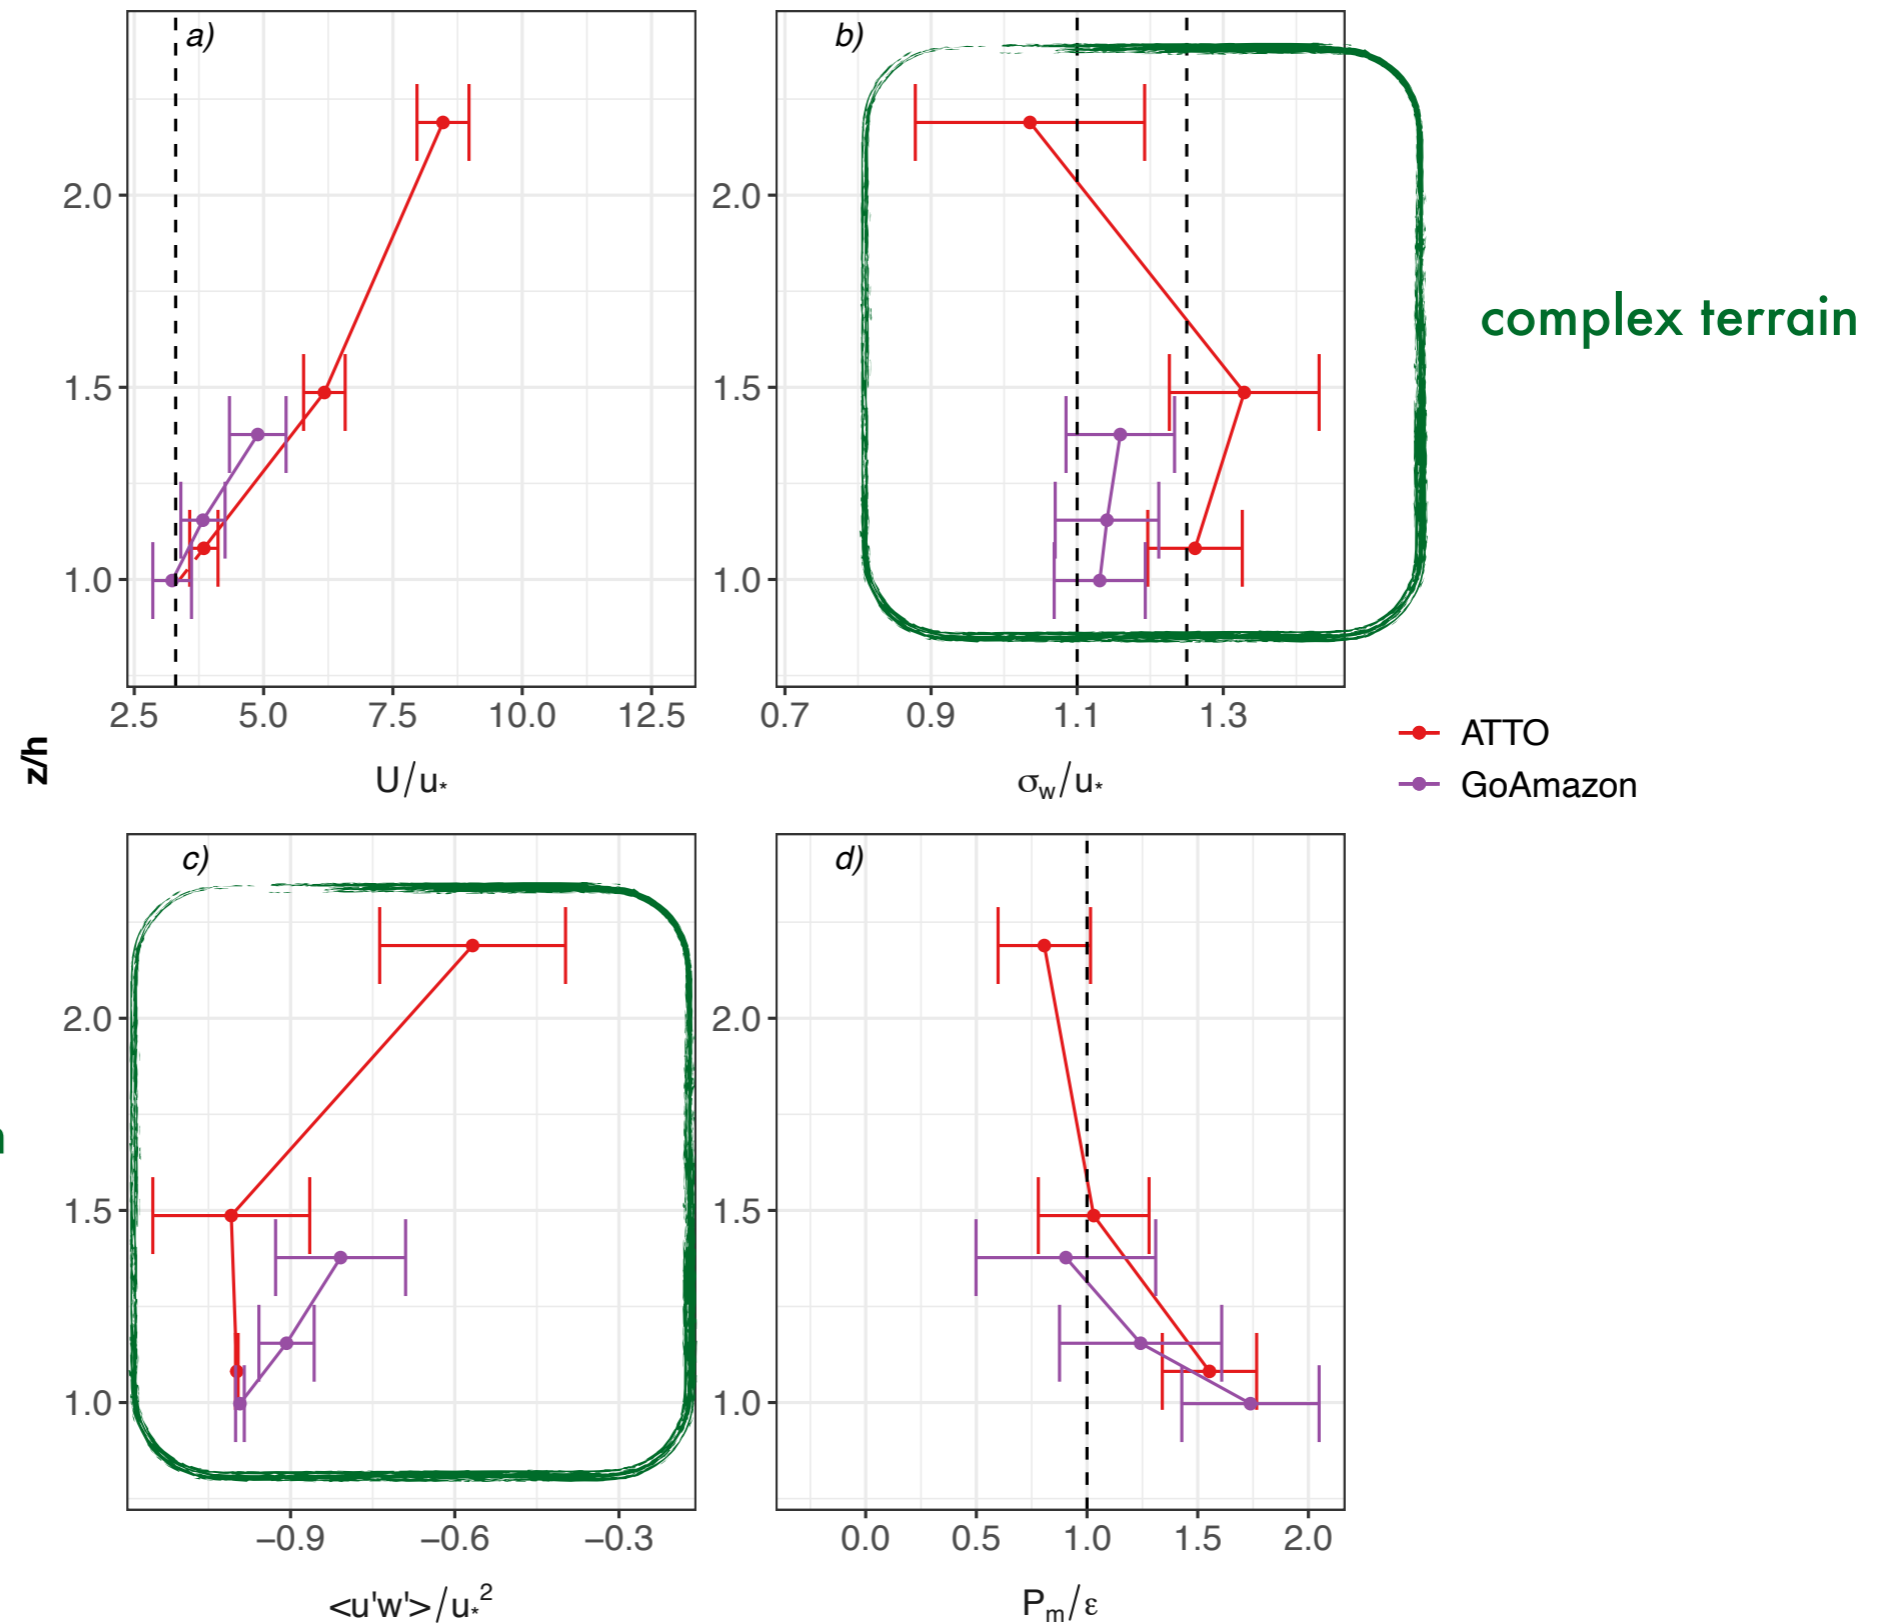 a)
b)
2.0
1.5
1.0
2.0
1.5
1.0
complex terrain
2.5 5.0 7.5 10.0 12.5
0.7 0.9 1.1 1.3
z/h
U/u*
σw/u*
ATTO
GoAmazon
c)
d)
2.0
1.5
1.0
2.0
1.5
1.0
−0.9 −0.6 −0.3
0.0 0.5 1.0 1.5 2.0
<u'w'>/u*²
Pm/ε